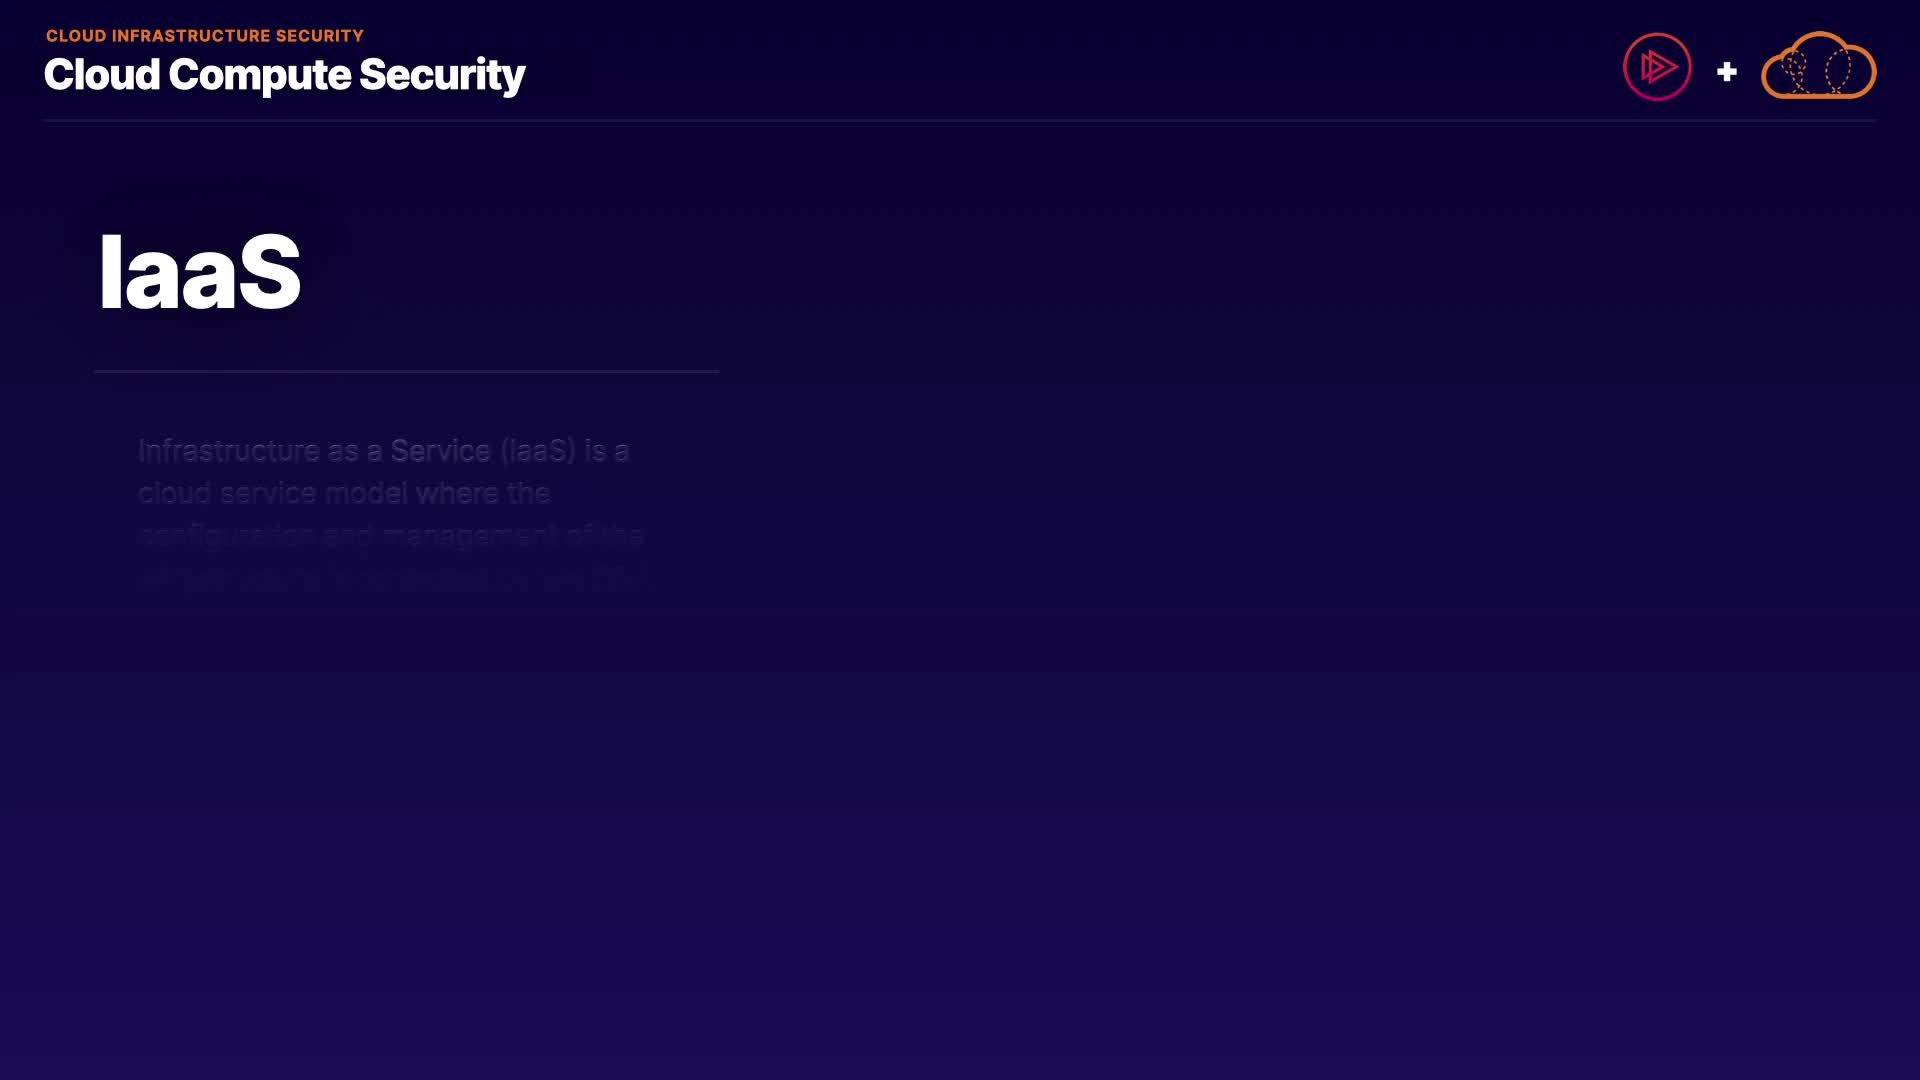 CLOUD INFRASTRUCTURE SECURITY
Cloud Compute Security
IaaS
Infrastructure as a Service (IaaS) is a
cloud service model where the
configuration and management of the